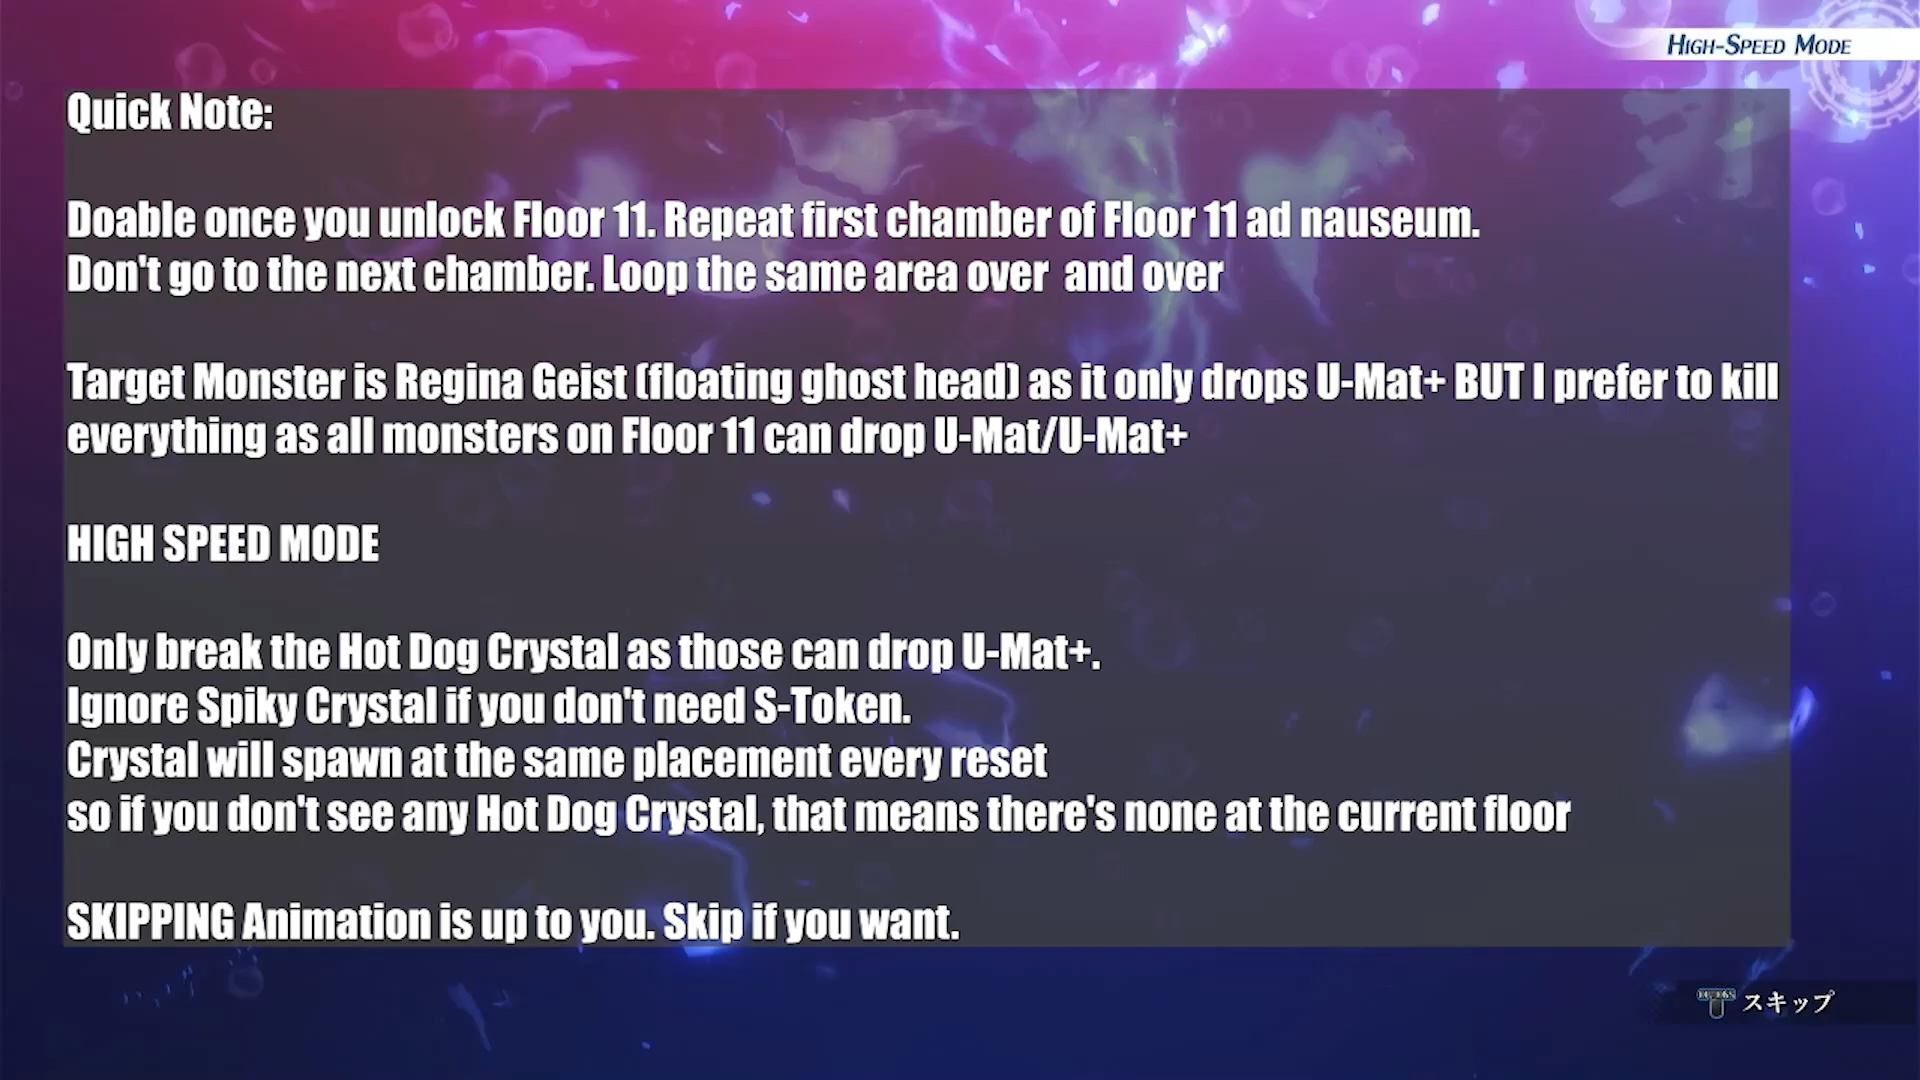 HIGH-SPEED MODE
Quick Note:
Doable once you unlock Floor 11. Repeat first chamber of Floor 11 ad nauseum.
Don't go to the next chamber. Loop the same area over  and over
Target Monster is Regina Geist (floating ghost head) as it only drops U-Mat+ BUT I prefer to kill
everything as all monsters on Floor 11 can drop U-Mat/U-Mat+
HIGH SPEED MODE
Only break the Hot Dog Crystal as those can drop U-Mat+.
Ignore Spiky Crystal if you don't need S-Token.
Crystal will spawn at the same placement every reset
so if you don't see any Hot Dog Crystal, that means there's none at the current floor
SKIPPING Animation is up to you. Skip if you want.
OPTIONS スキップ